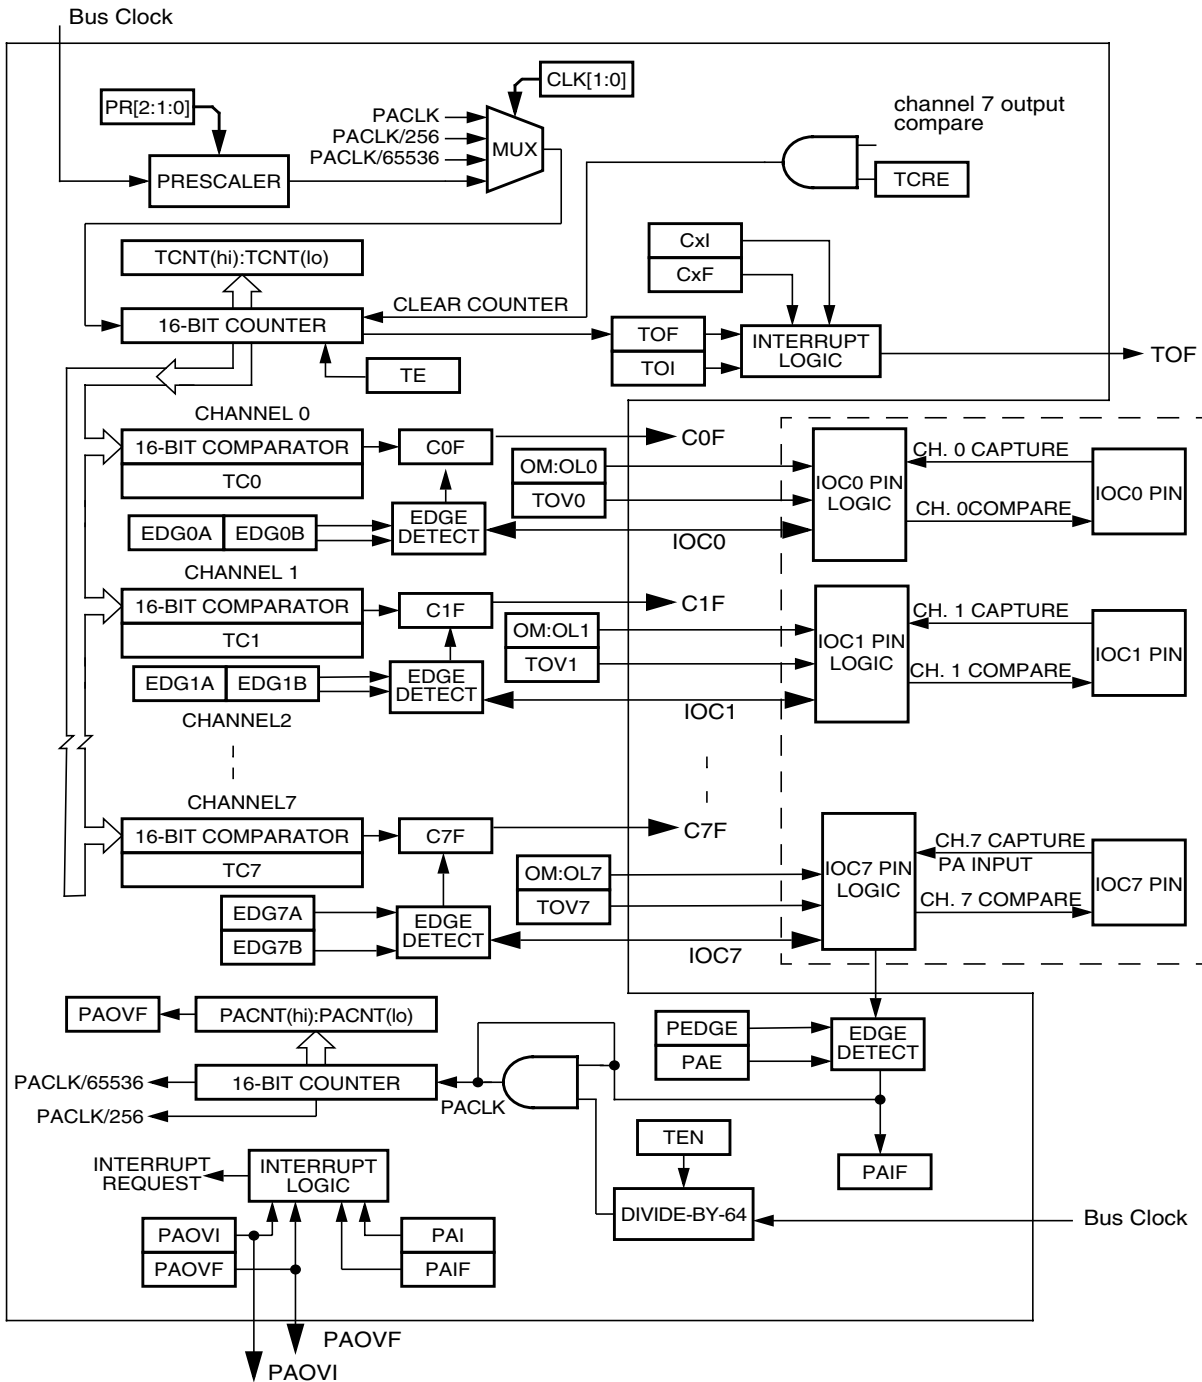 Bus Clock
CLK[1:0]
PR[2:1:0]
channel 7 output
compare
PACLK
PACLK/256
PACLK/65536
MUX
PRESCALER
TCRE
CxI
CxF
TCNT(hi):TCNT(lo)
CLEAR COUNTER
16-BIT COUNTER
TOF
TOI
INTERRUPT
LOGIC
TOF
TE
CHANNEL 0
16-BIT COMPARATOR
TC0
C0F
C0F
OM:OL0
TOV0
IOC0 PIN
LOGIC
CH. 0 CAPTURE
CH. 0COMPARE
IOC0 PIN
EDG0A
EDG0B
EDGE
DETECT
IOC0
CHANNEL 1
16-BIT COMPARATOR
TC1
C1F
C1F
OM:OL1
TOV1
IOC1 PIN
LOGIC
CH. 1 CAPTURE
CH. 1 COMPARE
IOC1 PIN
EDG1A
EDG1B
EDGE
DETECT
IOC1
CHANNEL2
CHANNEL7
16-BIT COMPARATOR
TC7
C7F
C7F
OM:OL7
TOV7
IOC7 PIN
LOGIC
CH.7 CAPTURE
PA INPUT
CH. 7 COMPARE
IOC7 PIN
EDG7A
EDG7B
EDGE
DETECT
IOC7
PAOVF
PACNT(hi):PACNT(lo)
PEDGE
PAE
EDGE
DETECT
PACLK/65536
16-BIT COUNTER
PACLK
PACLK/256
TEN
PAIF
INTERRUPT
REQUEST
INTERRUPT
LOGIC
DIVIDE-BY-64
Bus Clock
PAOVI
PAOVF
PAI
PAIF
PAOVF
PAOVI